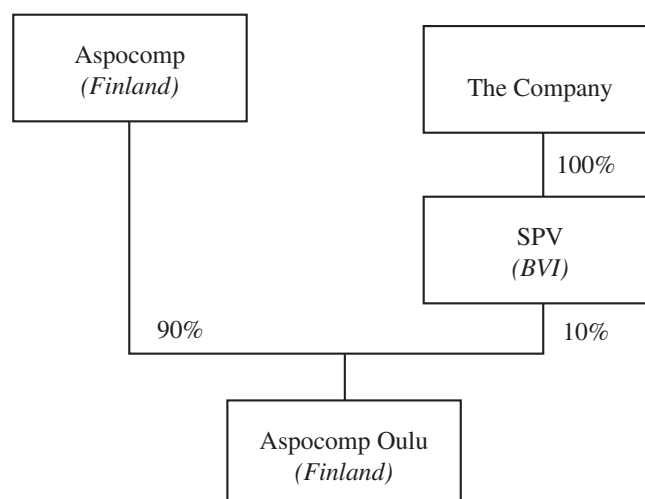 Aspocomp
(Finland)
The Company
100%
SPV
(BVI)
90%
10%
Aspocomp Oulu
(Finland)